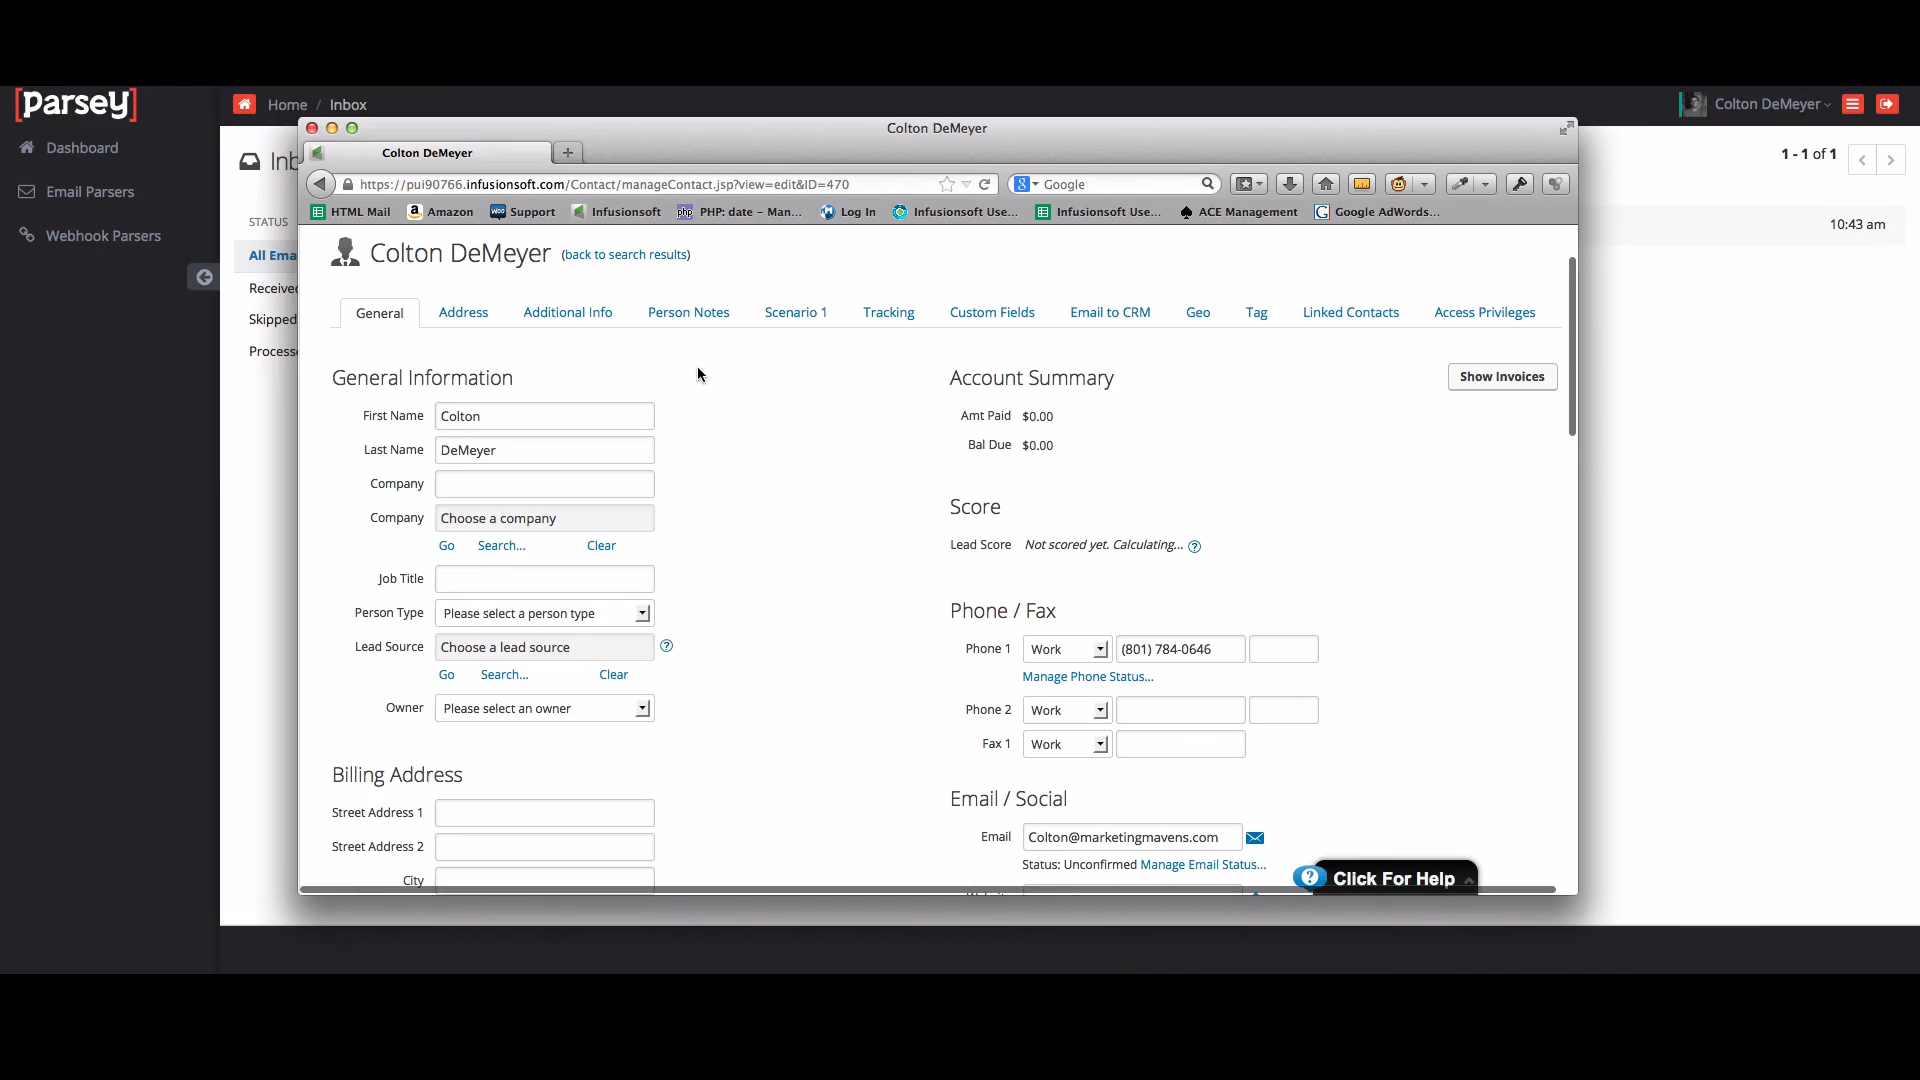 [parsey]
Home / Inbox
Colton DeMeyer
Dashboard
Email Parsers
Webhook Parsers
Inb
1 - 1 of 1
STATUS
All Ema
Receive
Skipped
Process
10:43 am
Colton DeMeyer
Colton DeMeyer
https://pui90766.infusionsoft.com/Contact/manageContact.jsp?view=edit&ID=470
Google
HTML Mail Amazon Support Infusionsoft PHP: date – Man... Log In Infusionsoft Use... Infusionsoft Use... ACE Management Google AdWords...
Colton DeMeyer (back to search results)
General Address Additional Info Person Notes Scenario 1 Tracking Custom Fields Email to CRM Geo Tag Linked Contacts Access Privileges
General Information
First Name Colton
Last Name DeMeyer
Company
Company Choose a company
Go Search... Clear
Job Title
Person Type Please select a person type
Lead Source Choose a lead source
Go Search... Clear
Owner Please select an owner
Billing Address
Street Address 1
Street Address 2
City
Account Summary
Show Invoices
Amt Paid $0.00
Bal Due $0.00
Score
Lead Score Not scored yet. Calculating...
Phone / Fax
Phone 1 Work (801) 784-0646
Manage Phone Status...
Phone 2 Work
Fax 1 Work
Email / Social
Email Colton@marketingmavens.com
Status: Unconfirmed Manage Email Status...
Click For Help